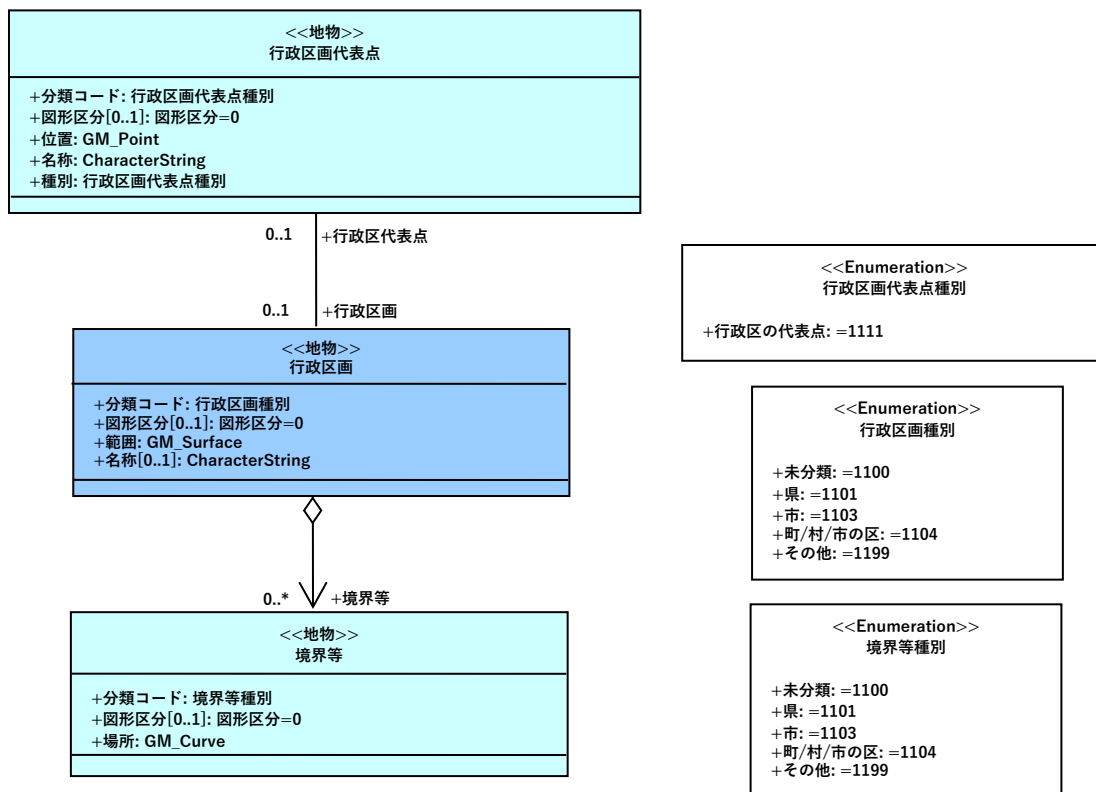 <<地物>>
行政区画代表点
+分類コード: 行政区画代表点種別
+図形区分[0..1]: 図形区分=0
+位置: GM_Point
+名称: CharacterString
+種別: 行政区画代表点種別
0..1 +行政区代表点
0..1 +行政区画
<<地物>>
行政区画
+分類コード: 行政区画種別
+図形区分[0..1]: 図形区分=0
+範囲: GM_Surface
+名称[0..1]: CharacterString
0..* +境界等
<<地物>>
境界等
+分類コード: 境界等種別
+図形区分[0..1]: 図形区分=0
+場所: GM_Curve
<<Enumeration>>
行政区画代表点種別
+行政区の代表点: =1111
<<Enumeration>>
行政区画種別
+未分類: =1100
+県: =1101
+市: =1103
+町/村/市の区: =1104
+その他: =1199
<<Enumeration>>
境界等種別
+未分類: =1100
+県: =1101
+市: =1103
+町/村/市の区: =1104
+その他: =1199